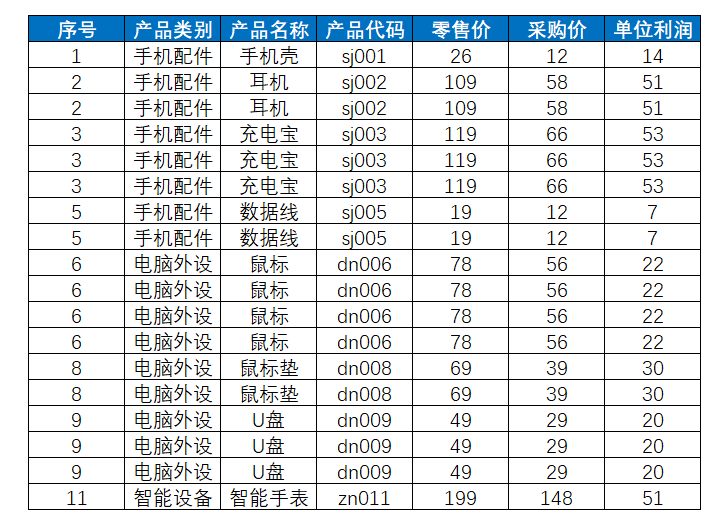 序号 产品类别 产品名称 产品代码 零售价 采购价 单位利润
1 手机配件 手机壳 sj001 26 12 14
2 手机配件 耳机 sj002 109 58 51
2 手机配件 耳机 sj002 109 58 51
3 手机配件 充电宝 sj003 119 66 53
3 手机配件 充电宝 sj003 119 66 53
3 手机配件 充电宝 sj003 119 66 53
5 手机配件 数据线 sj005 19 12 7
5 手机配件 数据线 sj005 19 12 7
6 电脑外设 鼠标 dn006 78 56 22
6 电脑外设 鼠标 dn006 78 56 22
6 电脑外设 鼠标 dn006 78 56 22
6 电脑外设 鼠标 dn006 78 56 22
8 电脑外设 鼠标垫 dn008 69 39 30
8 电脑外设 鼠标垫 dn008 69 39 30
9 电脑外设 U盘 dn009 49 29 20
9 电脑外设 U盘 dn009 49 29 20
9 电脑外设 U盘 dn009 49 29 20
11 智能设备 智能手表 zn011 199 148 51